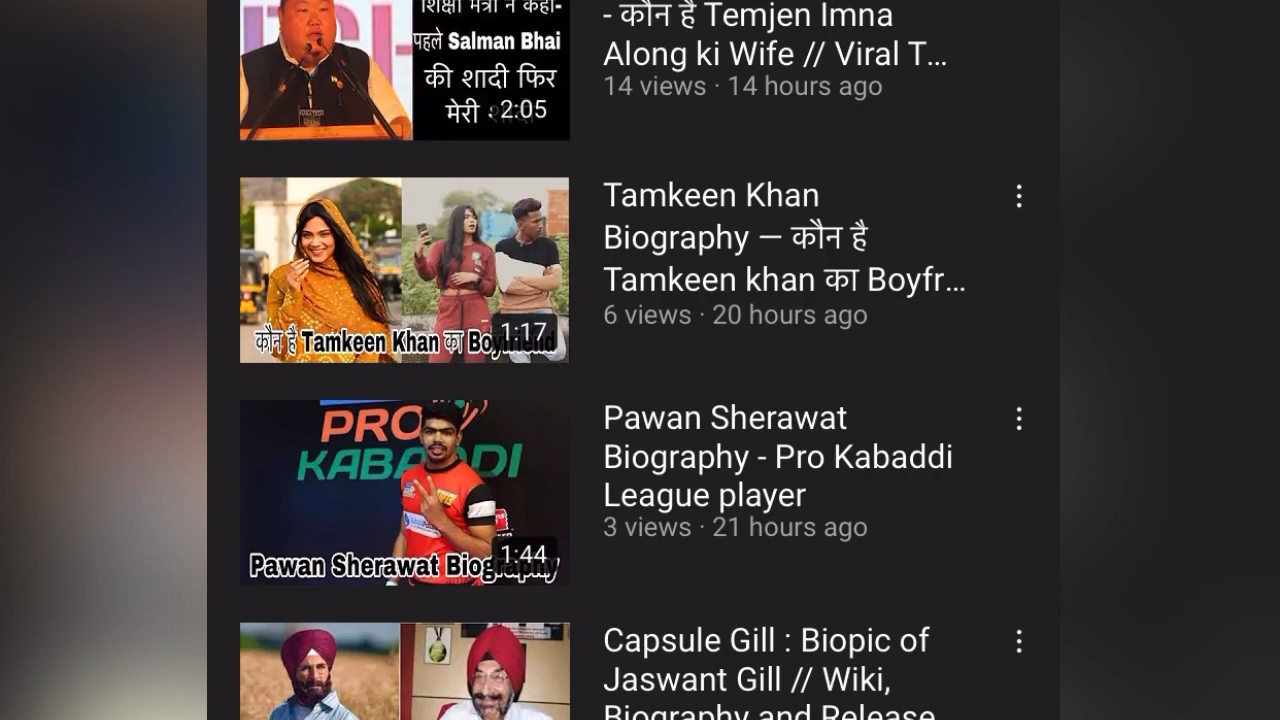 शिक्षा मंत्री ने कहा-
पहले Salman Bhai
की शादी फिर
मेरी
2:05
- कौन है Temjen Imna
Along ki Wife // Viral T…
14 views · 14 hours ago
कौन है Tamkeen Khan का Boyfriend
1:17
Tamkeen Khan
Biography – कौन है
Tamkeen khan का Boyfr…
6 views · 20 hours ago
PRO
KABADDI
Pawan Sherawat Biography
1:44
Pawan Sherawat
Biography - Pro Kabaddi
League player
3 views · 21 hours ago
Capsule Gill : Biopic of
Jaswant Gill // Wiki,
Biography and Release